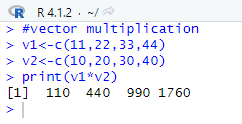 R R 4.1.2 · ~/
> #vector multiplication
> v1<-c(11,22,33,44)
> v2<-c(10,20,30,40)
> print(v1*v2)
[1]  110  440  990 1760
>